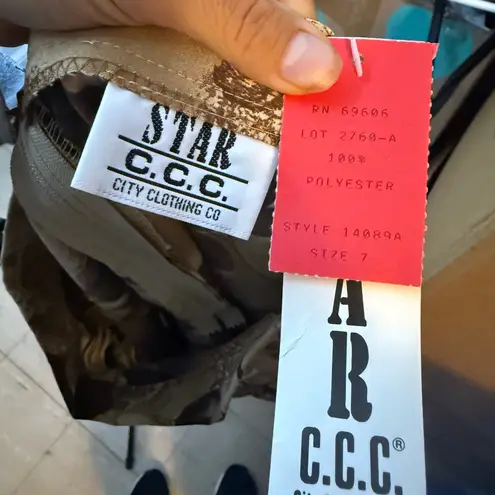 STAR
C.C.C.
CITY CLOTHING CO
RN 69606
LOT 2760-A
100%
POLYESTER
STYLE 14089A
SIZE 7
AR
C.C.C.®